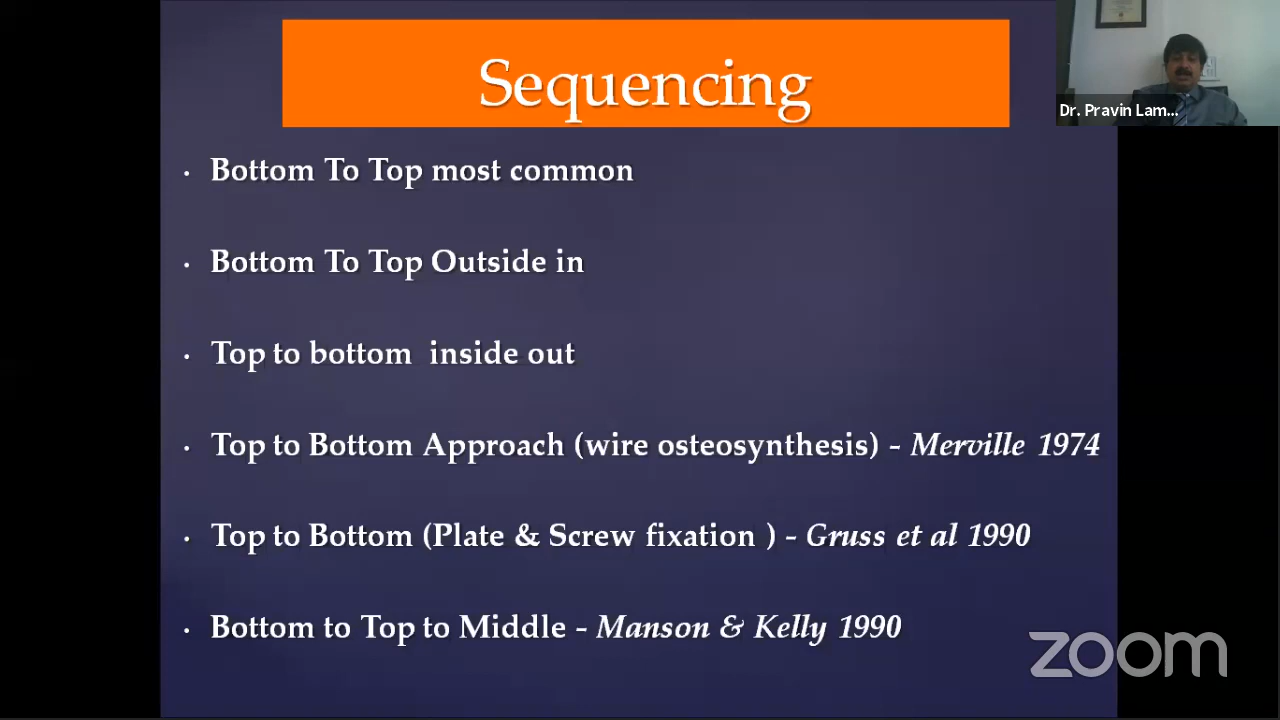 Sequencing
Dr. Pravin Lam...
· Bottom To Top most common
· Bottom To Top Outside in
· Top to bottom inside out
· Top to Bottom Approach (wire osteosynthesis) - Merville 1974
· Top to Bottom (Plate & Screw fixation ) - Gruss et al 1990
· Bottom to Top to Middle - Manson & Kelly 1990
zoom